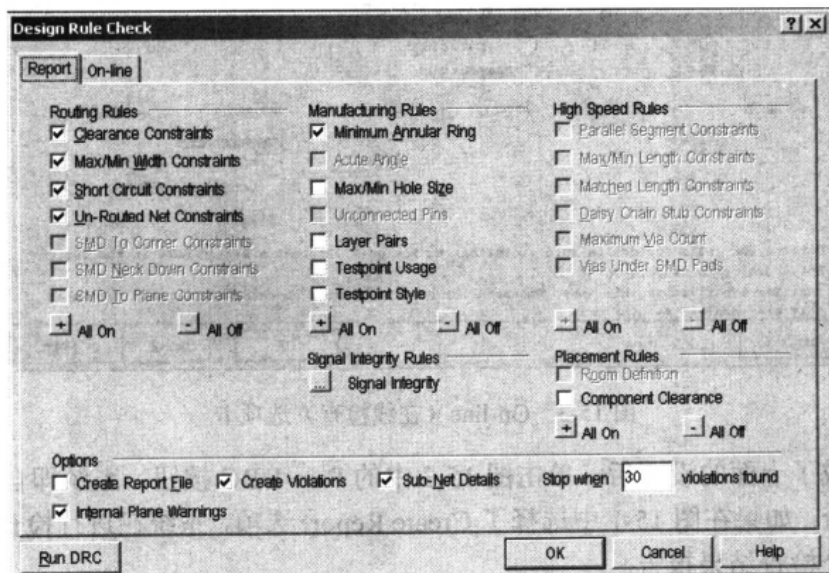 Design Rule Check
Report On-line
Routing Rules
Clearance Constraints
Max/Min Width Constraints
Short Circuit Constraints
Un-Routed Net Constraints
SMD To Corner Constraints
SMD Neck Down Constraints
SMD To Plane Constraints
+ All On - All Off
Manufacturing Rules
Minimum Annular Ring
Acute Angle
Max/Min Hole Size
Unconnected Pins
Layer Pairs
Testpoint Usage
Testpoint Style
+ All On - All Off
Signal Integrity Rules
... Signal Integrity
High Speed Rules
Parallel Segment Constraints
Max/Min Length Constraints
Matched Length Constraints
Daisy Chain Stub Constraints
Maximum Via Count
Vias Under SMD Pads
- All On - All Off
Placement Rules
Room Definition
Component Clearance
+ All On - All Off
Options
Create Report File Create Violations Sub-Net Details Stop when 30 violations found
Internal Plane Warnings
Run DRC OK Cancel Help